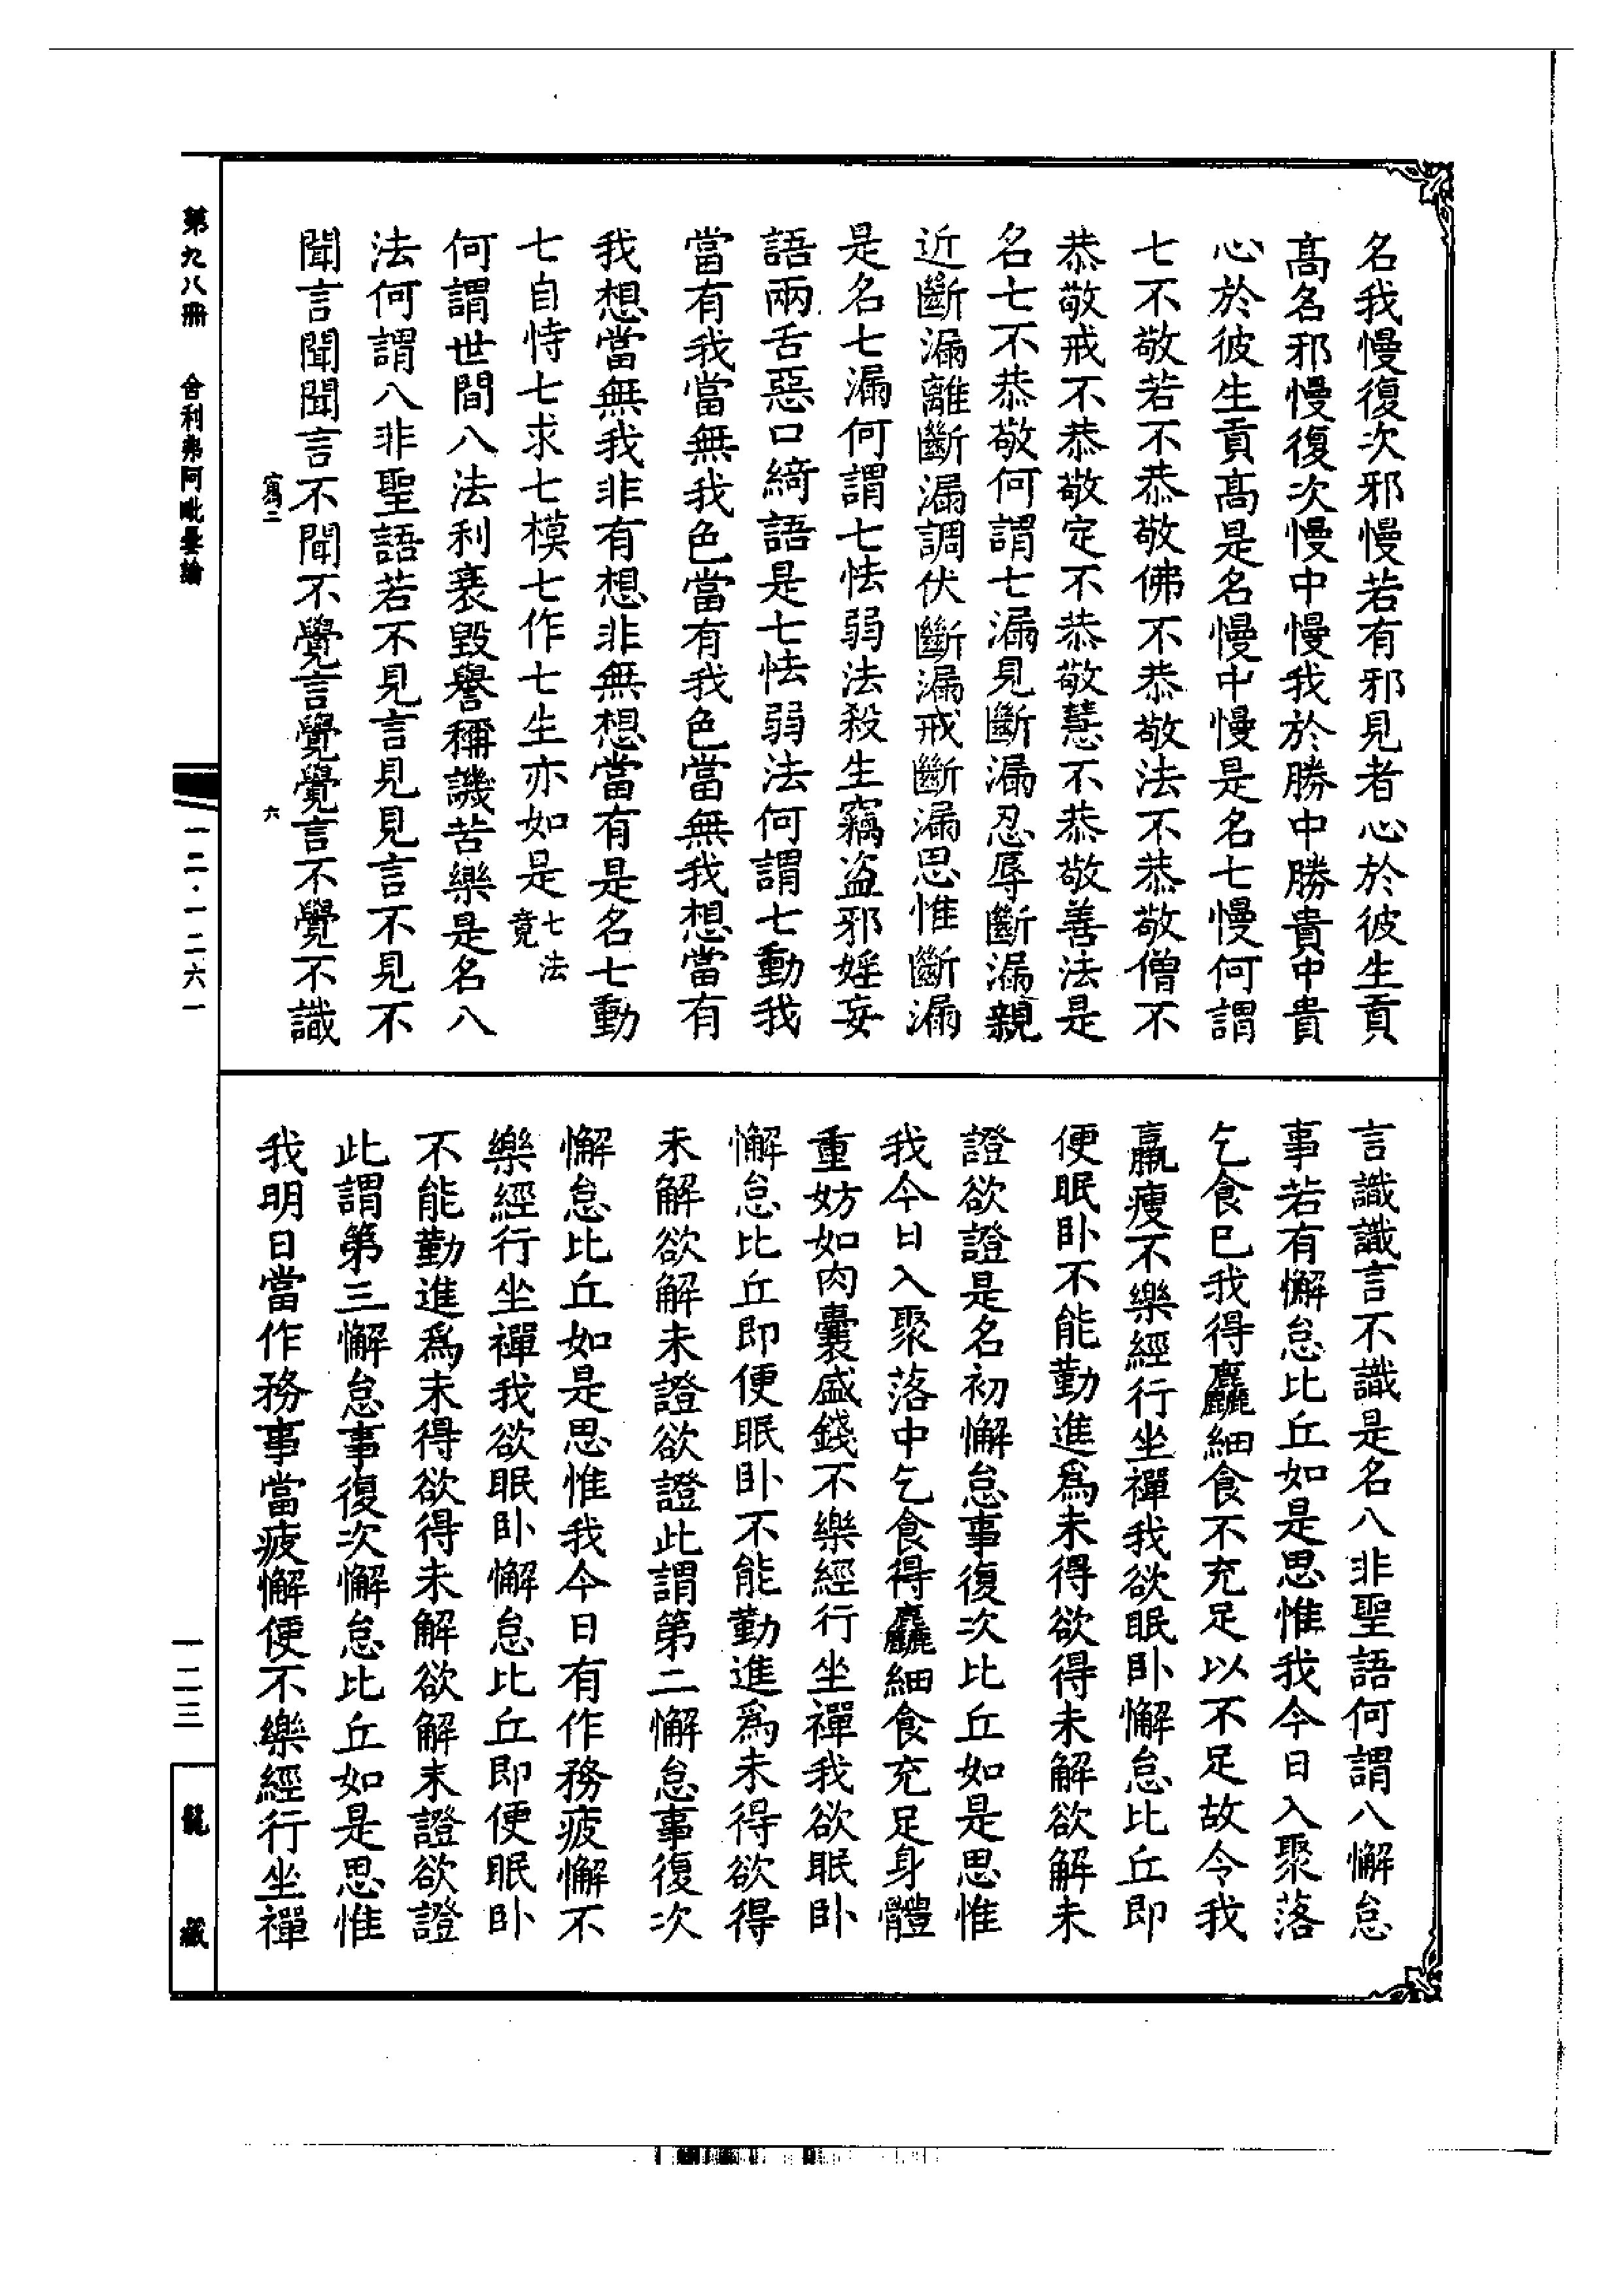 名我慢復次邪慢若有邪見者心於彼生貢
高名邪慢復次慢中慢我於勝中勝貴中貴
心於彼生貢高是名慢中慢是名七慢何謂
七不敬若不恭敬佛不恭敬法不恭敬僧不
恭敬戒不恭敬定不恭敬慧不恭敬善法是
名七不恭敬何謂七漏見斷漏忍辱斷漏親
近斷漏離斷漏調伏斷漏戒斷漏思惟斷漏
是名七漏何謂七怯弱法殺生竊盗邪婬妄
語兩舌惡口綺語是七怯弱法何謂七動我
當有我當無我色當有我色當無我想當有
我想當無我非有想非無想當有是名七動
七自恃七求七模七作七生亦如是七法竟
何謂世間八法利衰毀譽稱譏苦樂是名八
法何謂八非聖語若不見言見見言不見不
聞言聞聞言不聞不覺言覺覺言不覺不識
寫二 六
言識識言不識是名八非聖語何謂八懈怠
事若有懈怠比丘如是思惟我今日入聚落
乞食已我得麤細食不充足以不足故令我
羸瘦不樂經行坐禪我欲眠卧懈怠比丘即
便眠卧不能勤進爲未得欲得未解欲解未
證欲證是名初懈怠事復次比丘如是思惟
我今日入聚落中乞食得麤細食充足身體
重妨如肉囊盛錢不樂經行坐禪我欲眠卧
懈怠比丘即便眠卧不能勤進爲未得欲得
未解欲解未證欲證此謂第二懈怠事復次
懈怠比丘如是思惟我今日有作務疲懈不
樂經行坐禪我欲眠卧懈怠比丘即便眠卧
不能勤進爲未得欲得未解欲解未證欲證
此謂第三懈怠事復次懈怠比丘如是思惟
我明日當作務事當疲懈便不樂經行坐禪
第九八冊 舍利弗阿毗曇論
一二·一二六一
一二三
龍藏